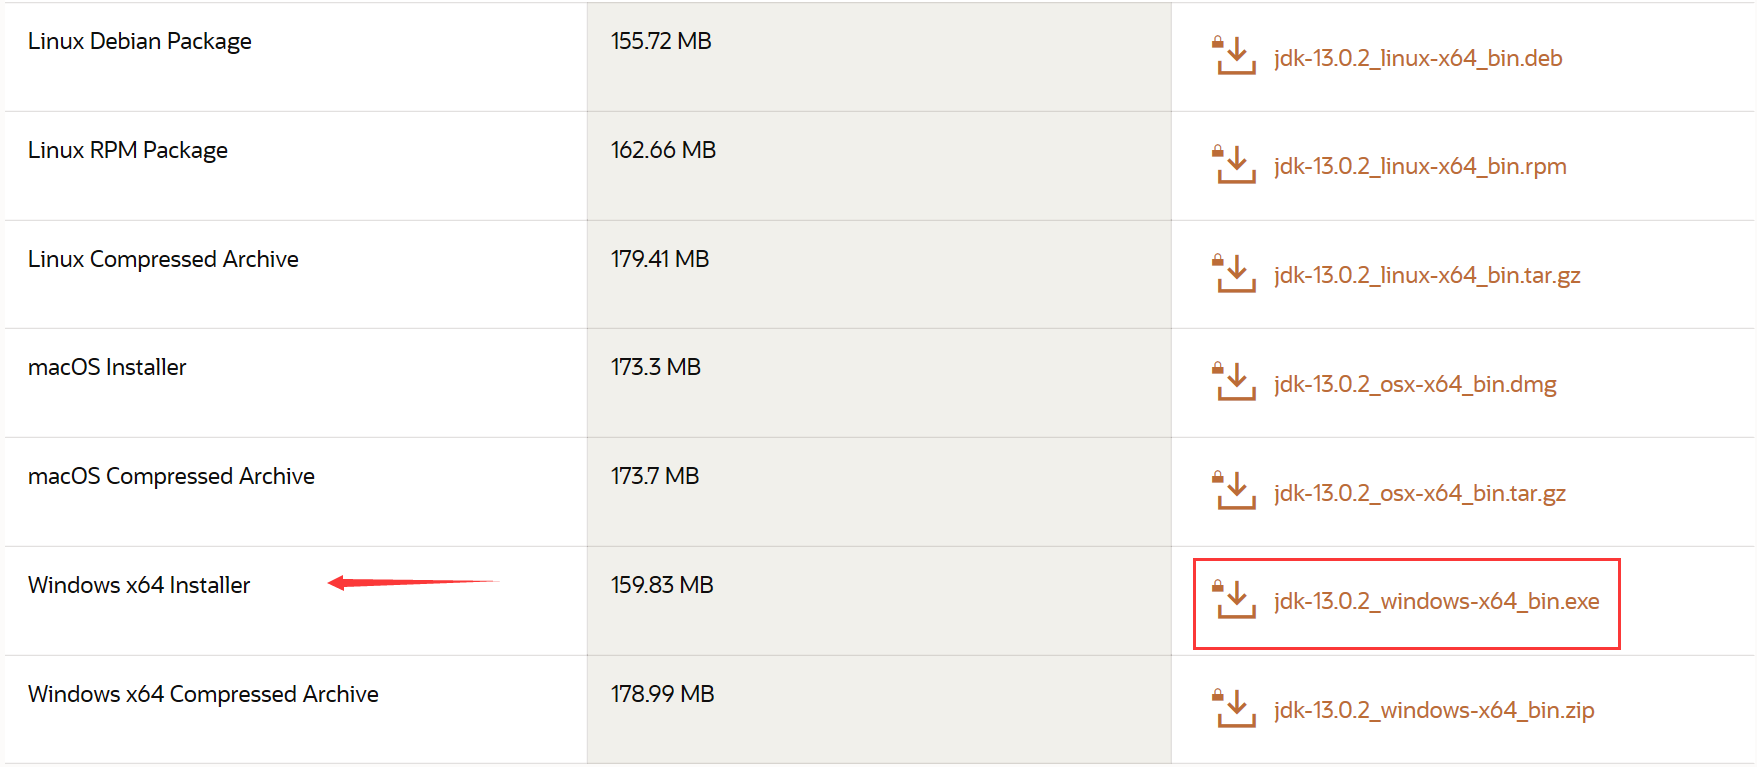 Linux Debian Package 155.72 MB jdk-13.0.2_linux-x64_bin.deb
Linux RPM Package 162.66 MB jdk-13.0.2_linux-x64_bin.rpm
Linux Compressed Archive 179.41 MB jdk-13.0.2_linux-x64_bin.tar.gz
macOS Installer 173.3 MB jdk-13.0.2_osx-x64_bin.dmg
macOS Compressed Archive 173.7 MB jdk-13.0.2_osx-x64_bin.tar.gz
Windows x64 Installer 159.83 MB jdk-13.0.2_windows-x64_bin.exe
Windows x64 Compressed Archive 178.99 MB jdk-13.0.2_windows-x64_bin.zip